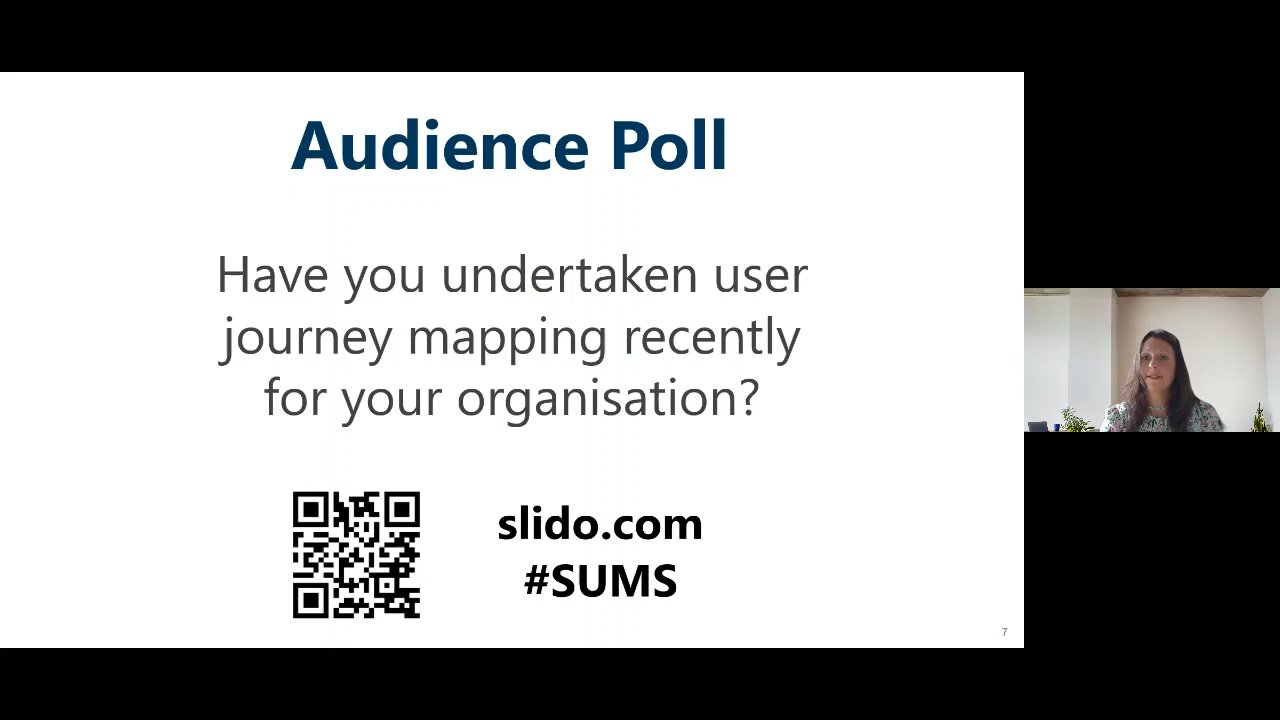 Audience Poll
Have you undertaken user
journey mapping recently
for your organisation?
slido.com
#SUMS
7